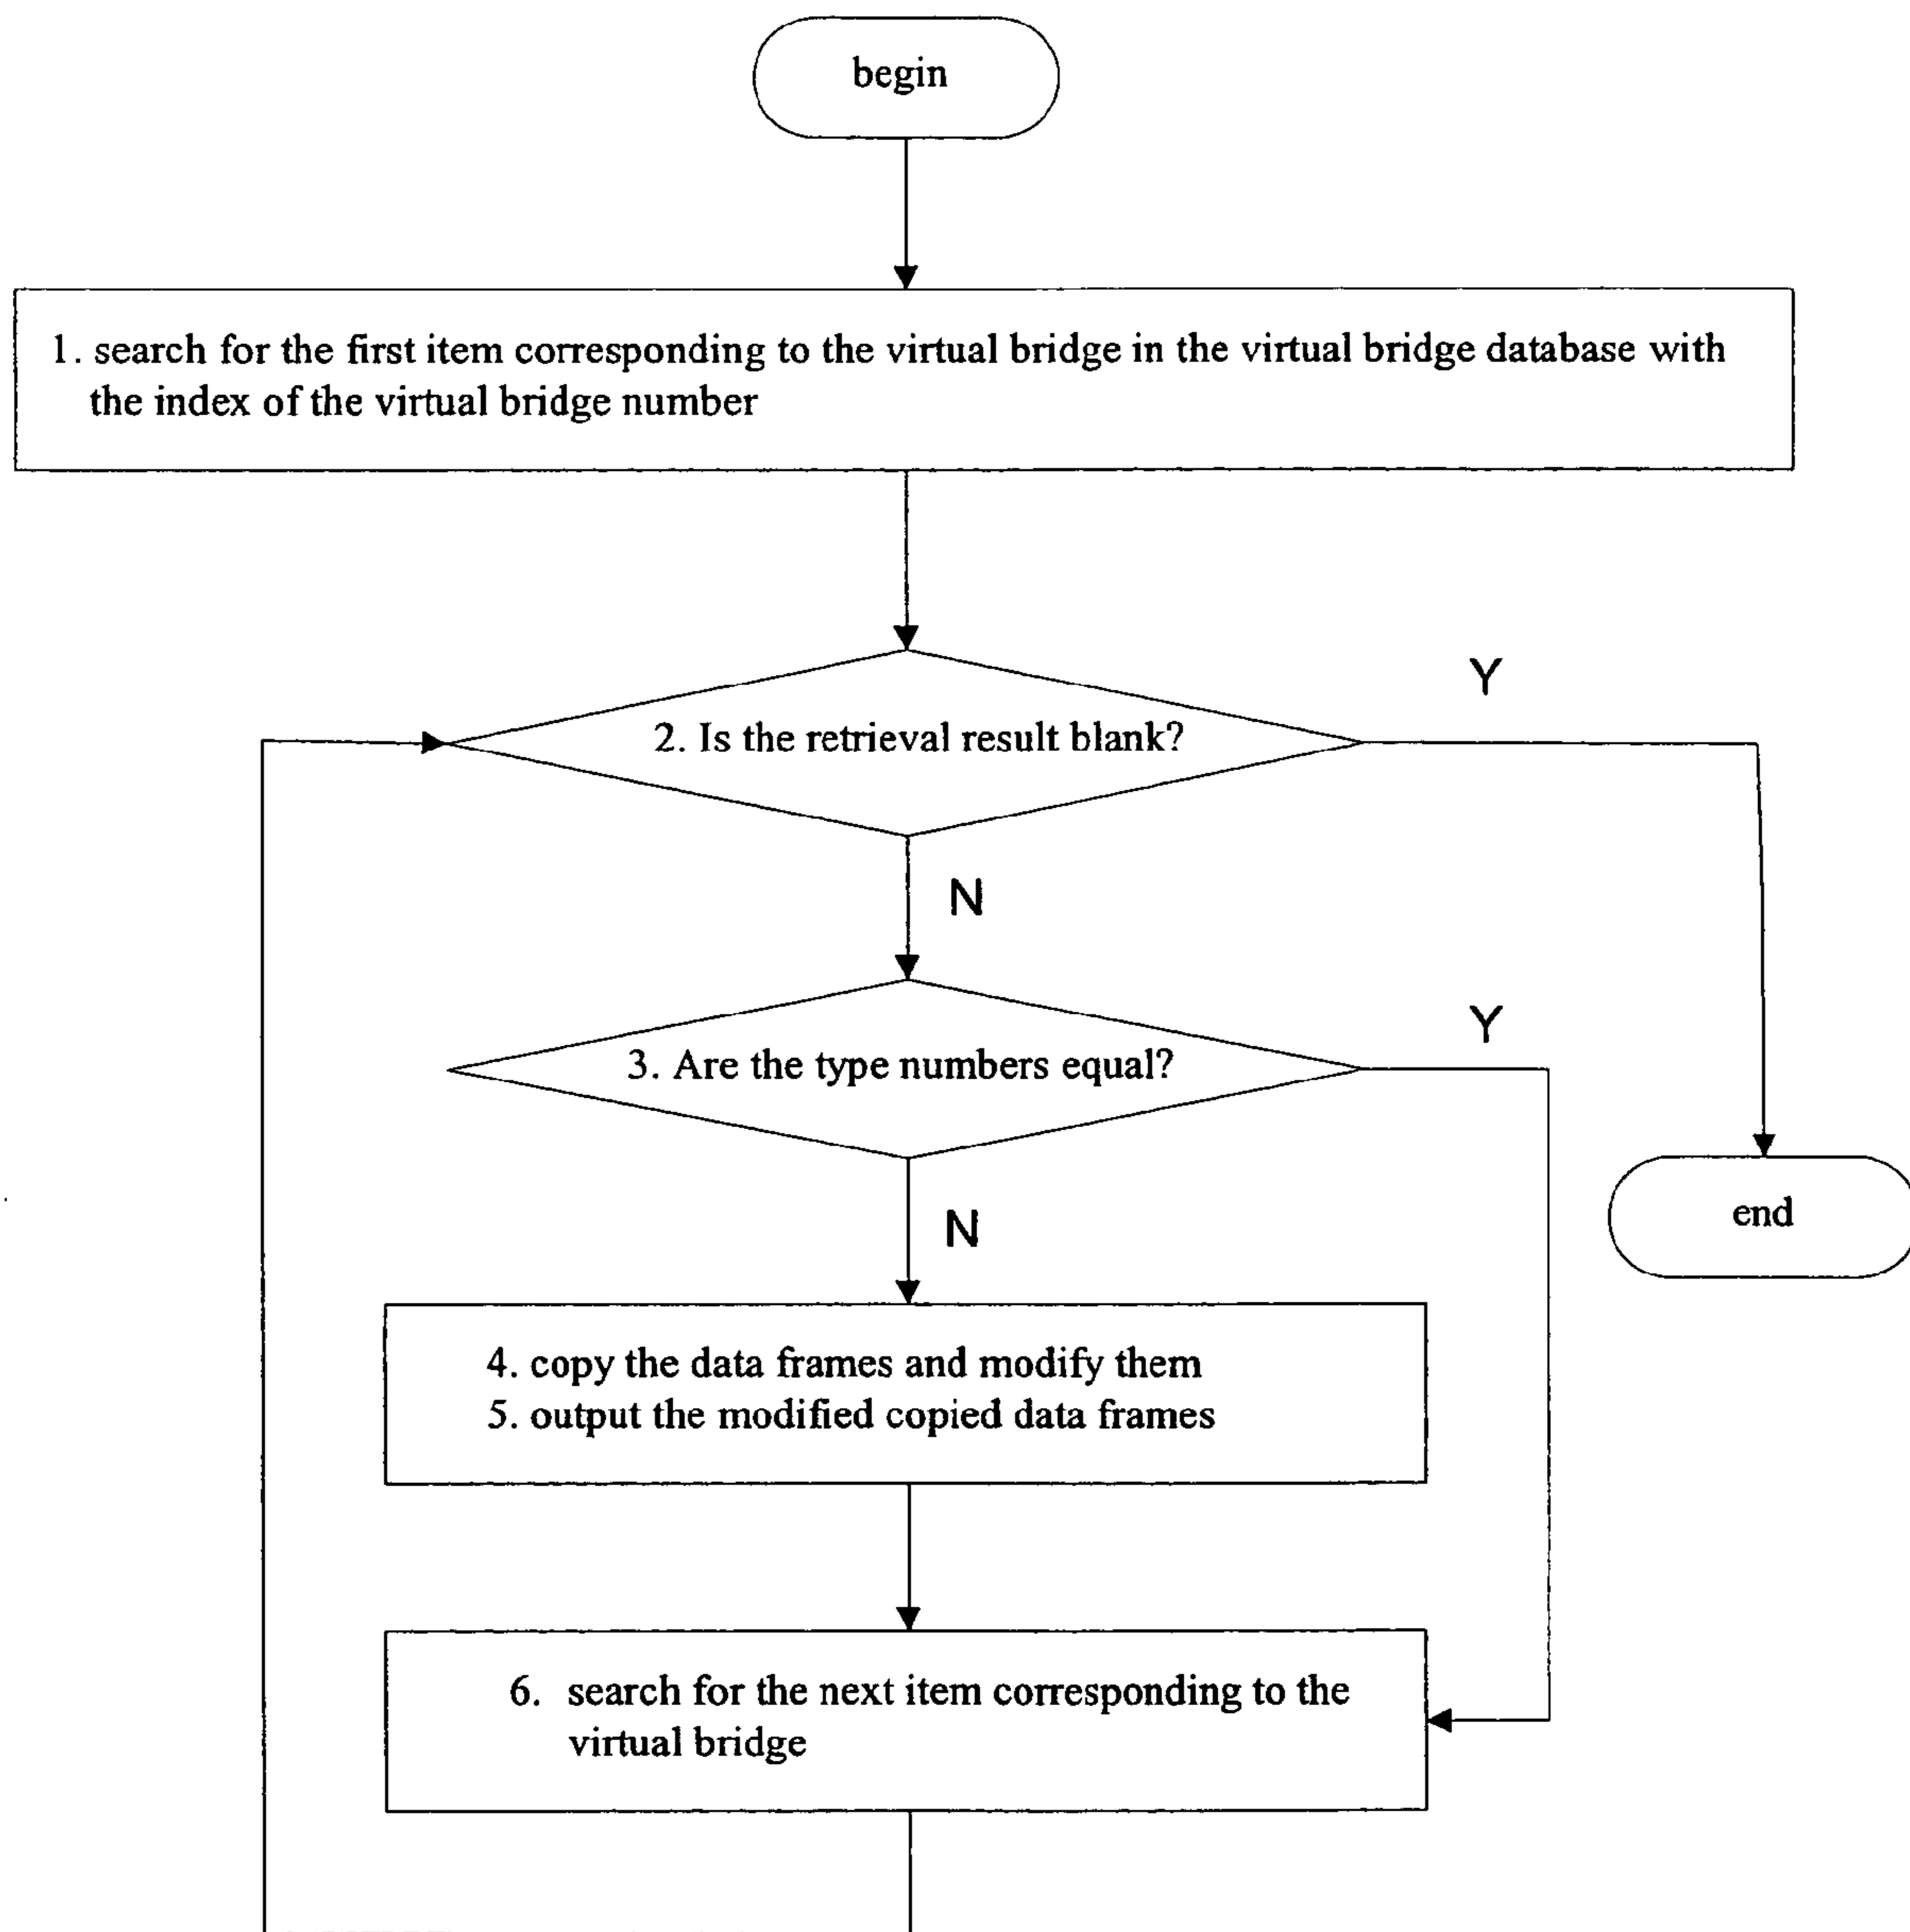 begin
1. search for the first item corresponding to the virtual bridge in the virtual bridge database with
the index of the virtual bridge number
Y
2. Is the retrieval result blank?
N
Y
3. Are the type numbers equal?
end
N
4. copy the data frames and modify them
5. output the modified copied data frames
6. search for the next item corresponding to the
virtual bridge